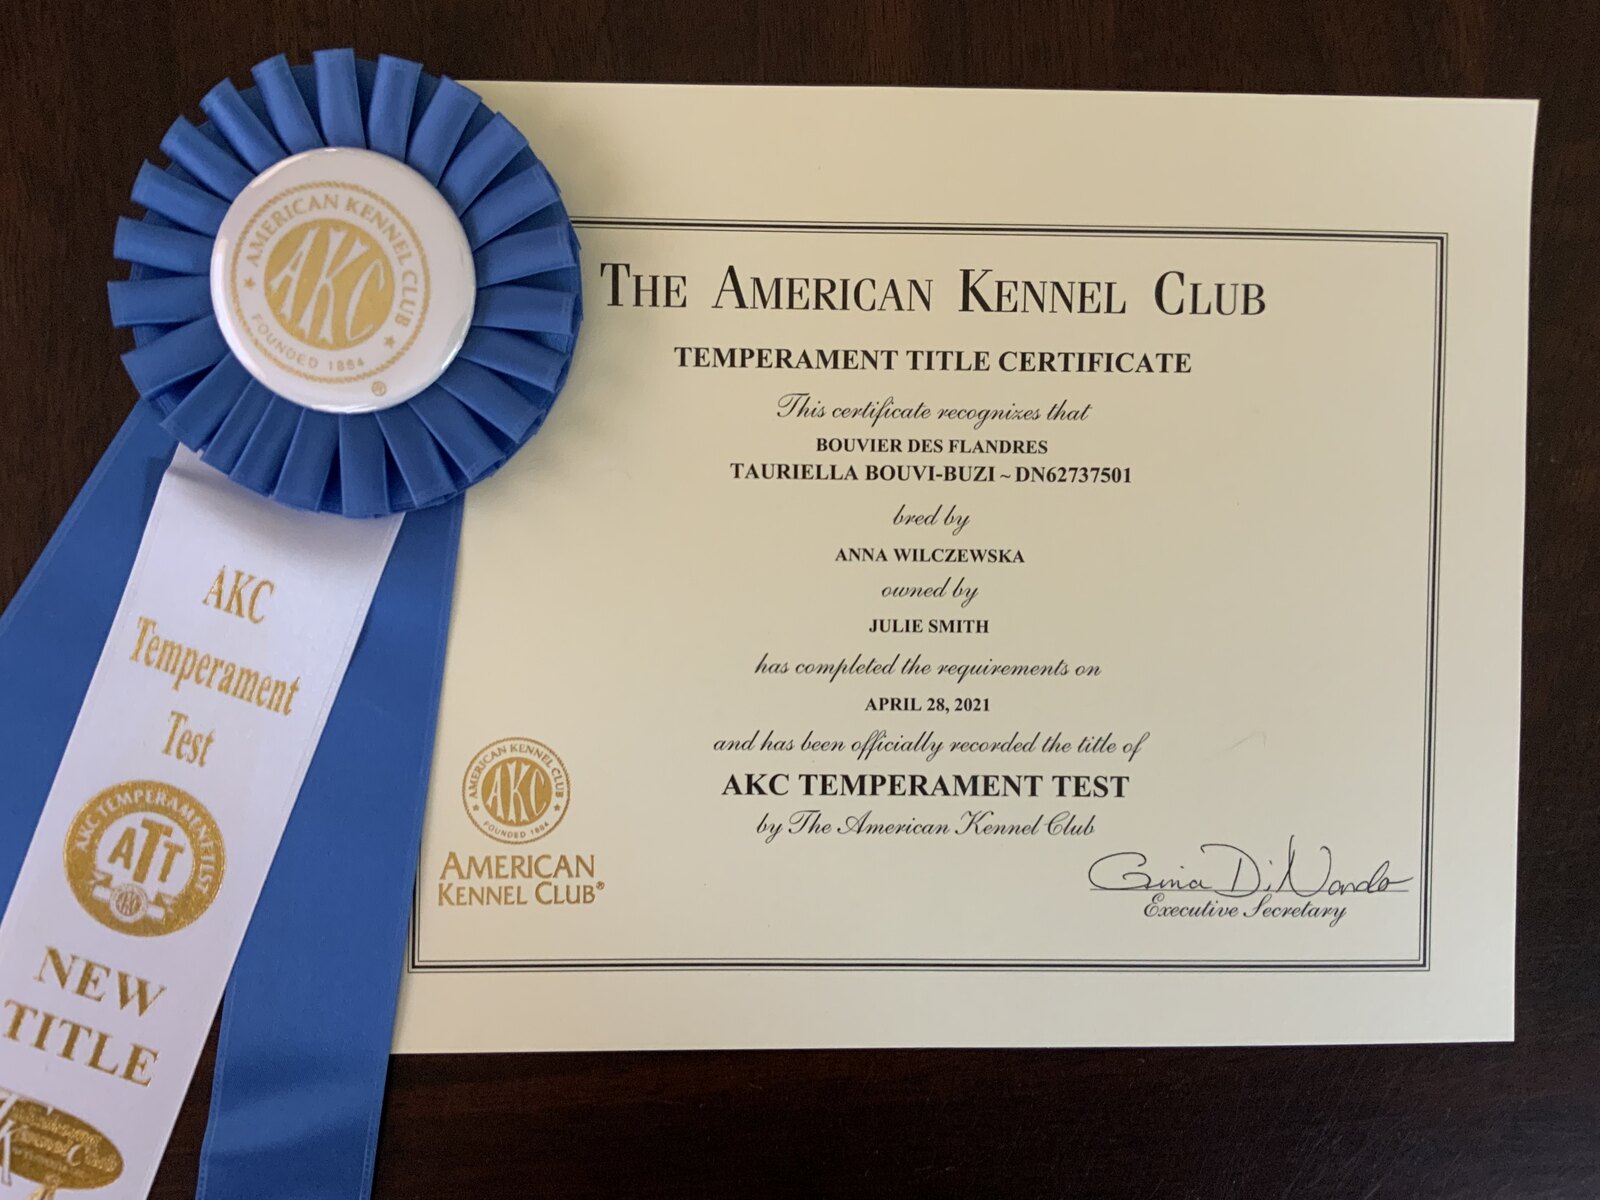 AMERICAN KENNEL CLUB
AKC
FOUNDED 1884
®
AKC
Temperament
Test
AKC TEMPERAMENT TEST
ATT
NEW
TITLE
THE AMERICAN KENNEL CLUB
TEMPERAMENT TITLE CERTIFICATE
This certificate recognizes that
BOUVIER DES FLANDRES
TAURIELLA BOUVI-BUZI ~ DN62737501
bred by
ANNA WILCZEWSKA
owned by
JULIE SMITH
has completed the requirements on
APRIL 28, 2021
and has been officially recorded the title of
AKC TEMPERAMENT TEST
by The American Kennel Club
AMERICAN KENNEL CLUB
AKC
FOUNDED 1884
AMERICAN
KENNEL CLUB®
Gina DiNardo
Executive Secretary